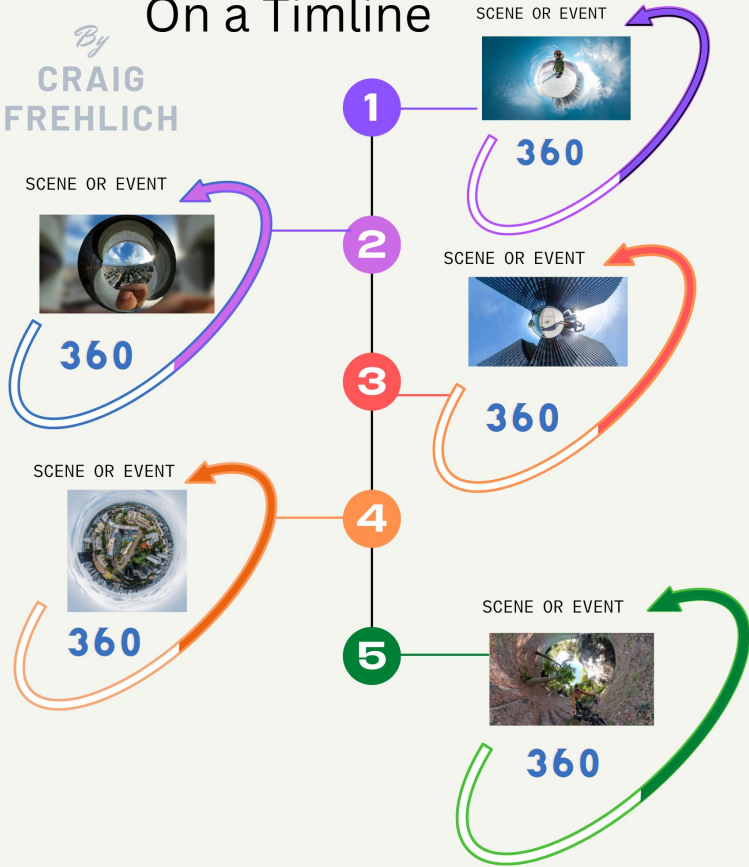 On a Timline
By
CRAIG
FREHLICH
SCENE OR EVENT
1
360
SCENE OR EVENT
2
360
SCENE OR EVENT
3
360
SCENE OR EVENT
4
360
SCENE OR EVENT
5
360